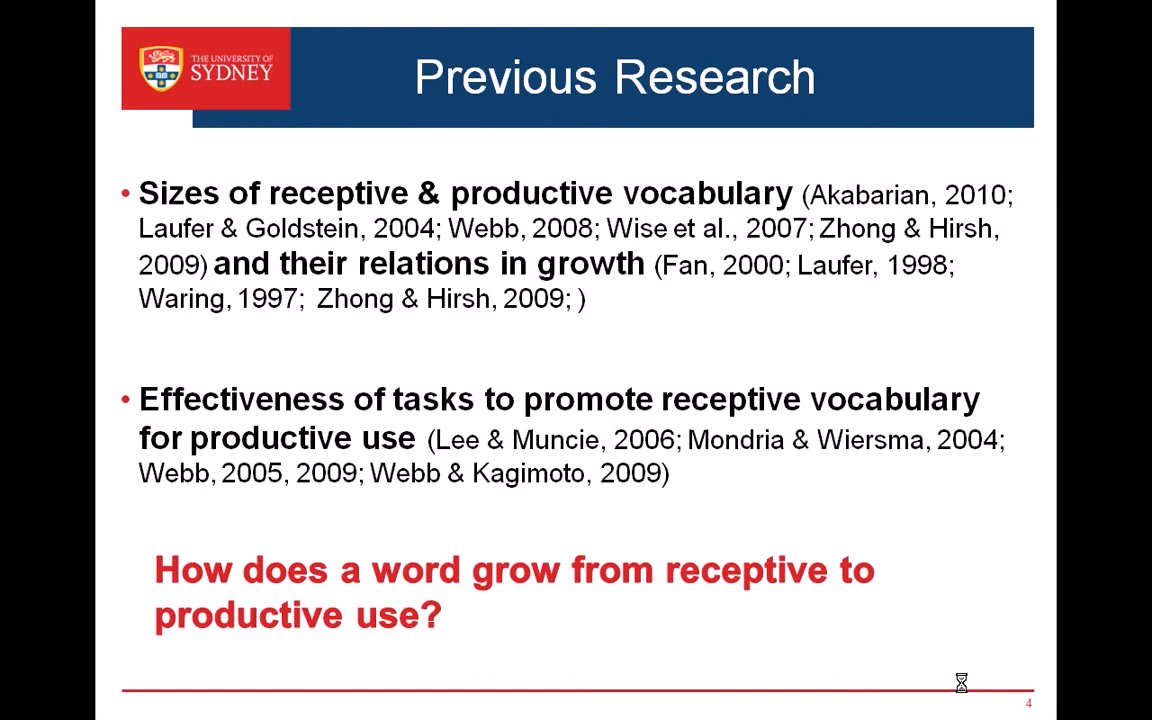 THE UNIVERSITY OF
SYDNEY
Previous Research
• Sizes of receptive & productive vocabulary (Akabarian, 2010;
Laufer & Goldstein, 2004; Webb, 2008; Wise et al., 2007; Zhong & Hirsh,
2009) and their relations in growth (Fan, 2000; Laufer, 1998;
Waring, 1997; Zhong & Hirsh, 2009; )
• Effectiveness of tasks to promote receptive vocabulary
for productive use (Lee & Muncie, 2006; Mondria & Wiersma, 2004;
Webb, 2005, 2009; Webb & Kagimoto, 2009)
How does a word grow from receptive to
productive use?
4